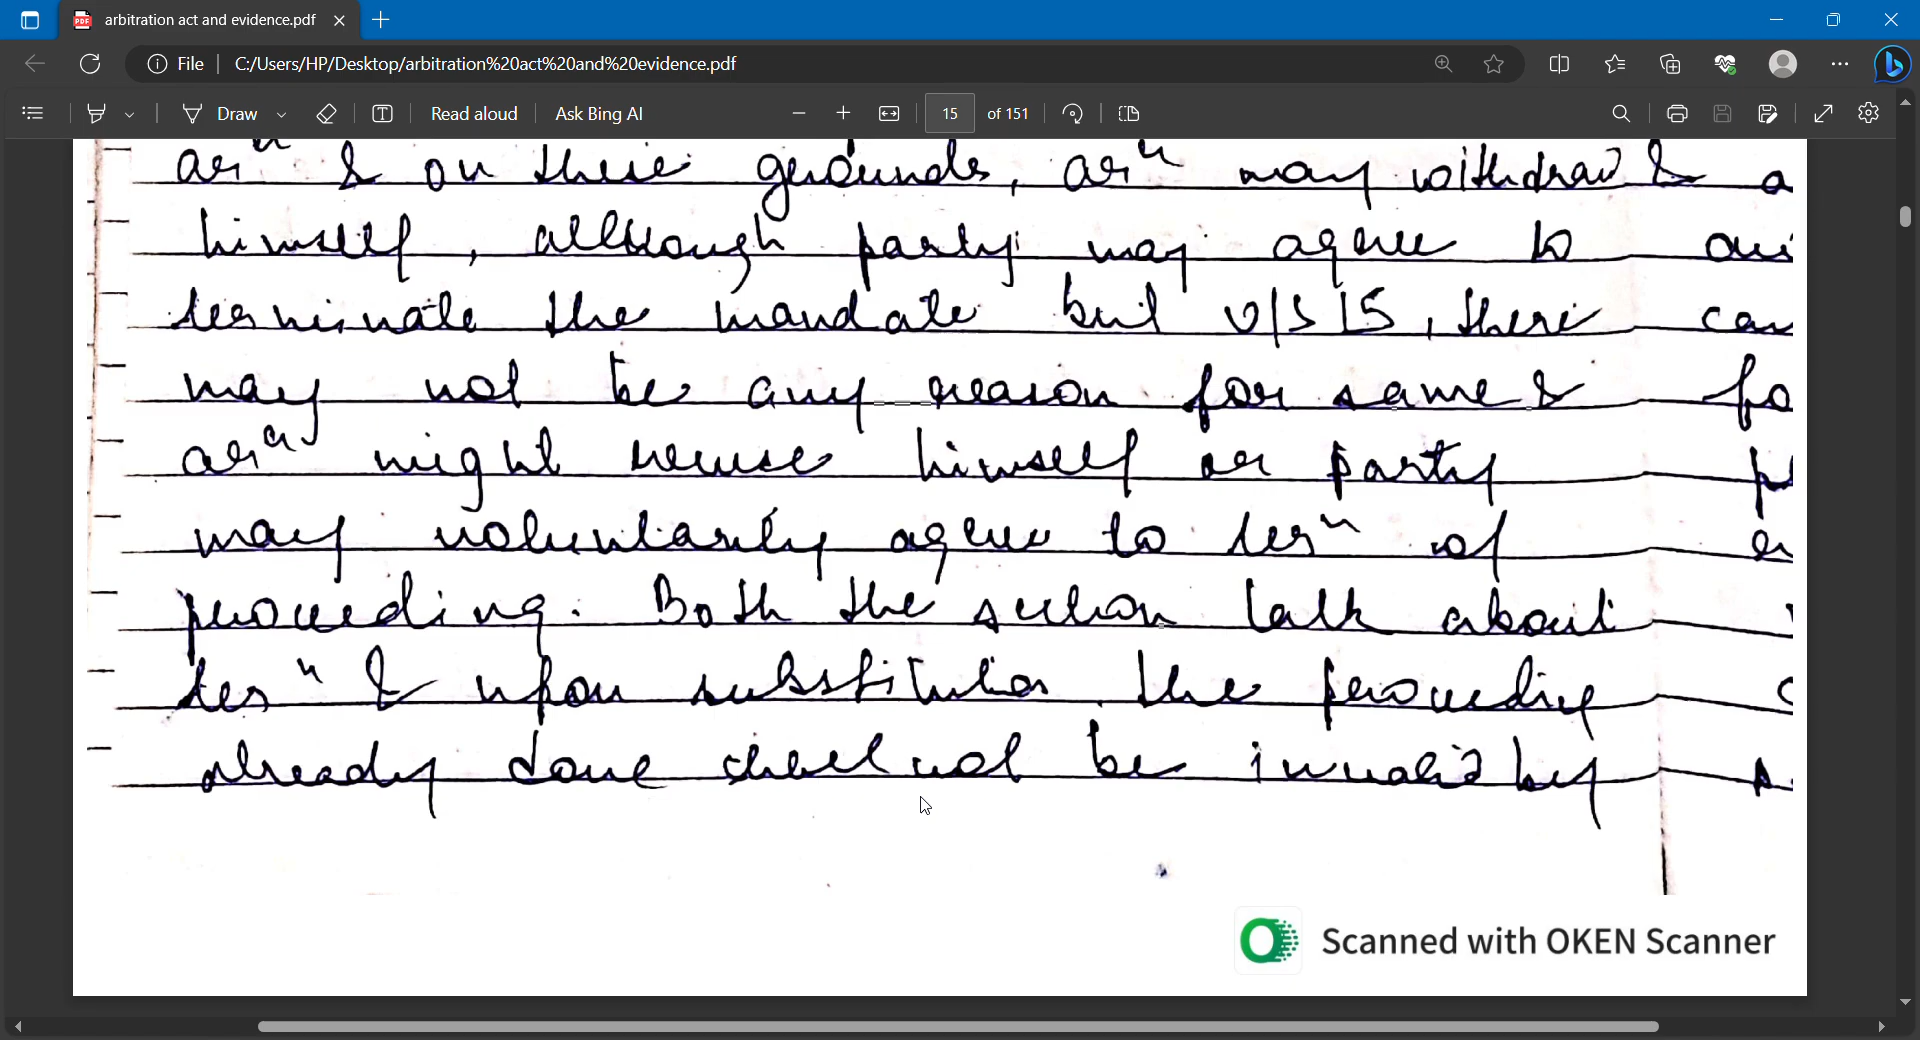 arbitration act and evidence.pdf
File C:/Users/HP/Desktop/arbitration%20act%20and%20evidence.pdf
Draw Read aloud Ask Bing AI 15 of 151
arⁿ & on these grounds, arⁿ may withdraw & a
himself, although party may agree to
terminate the mandate but u/s 15, there
may not be any reason for same & fo
arⁿ might recuse himself or party
may voluntarily agree to terⁿ of
proceeding. Both the section talk about
terⁿ & upon substitution the proceeding
already done shall not be invalid by
Scanned with OKEN Scanner